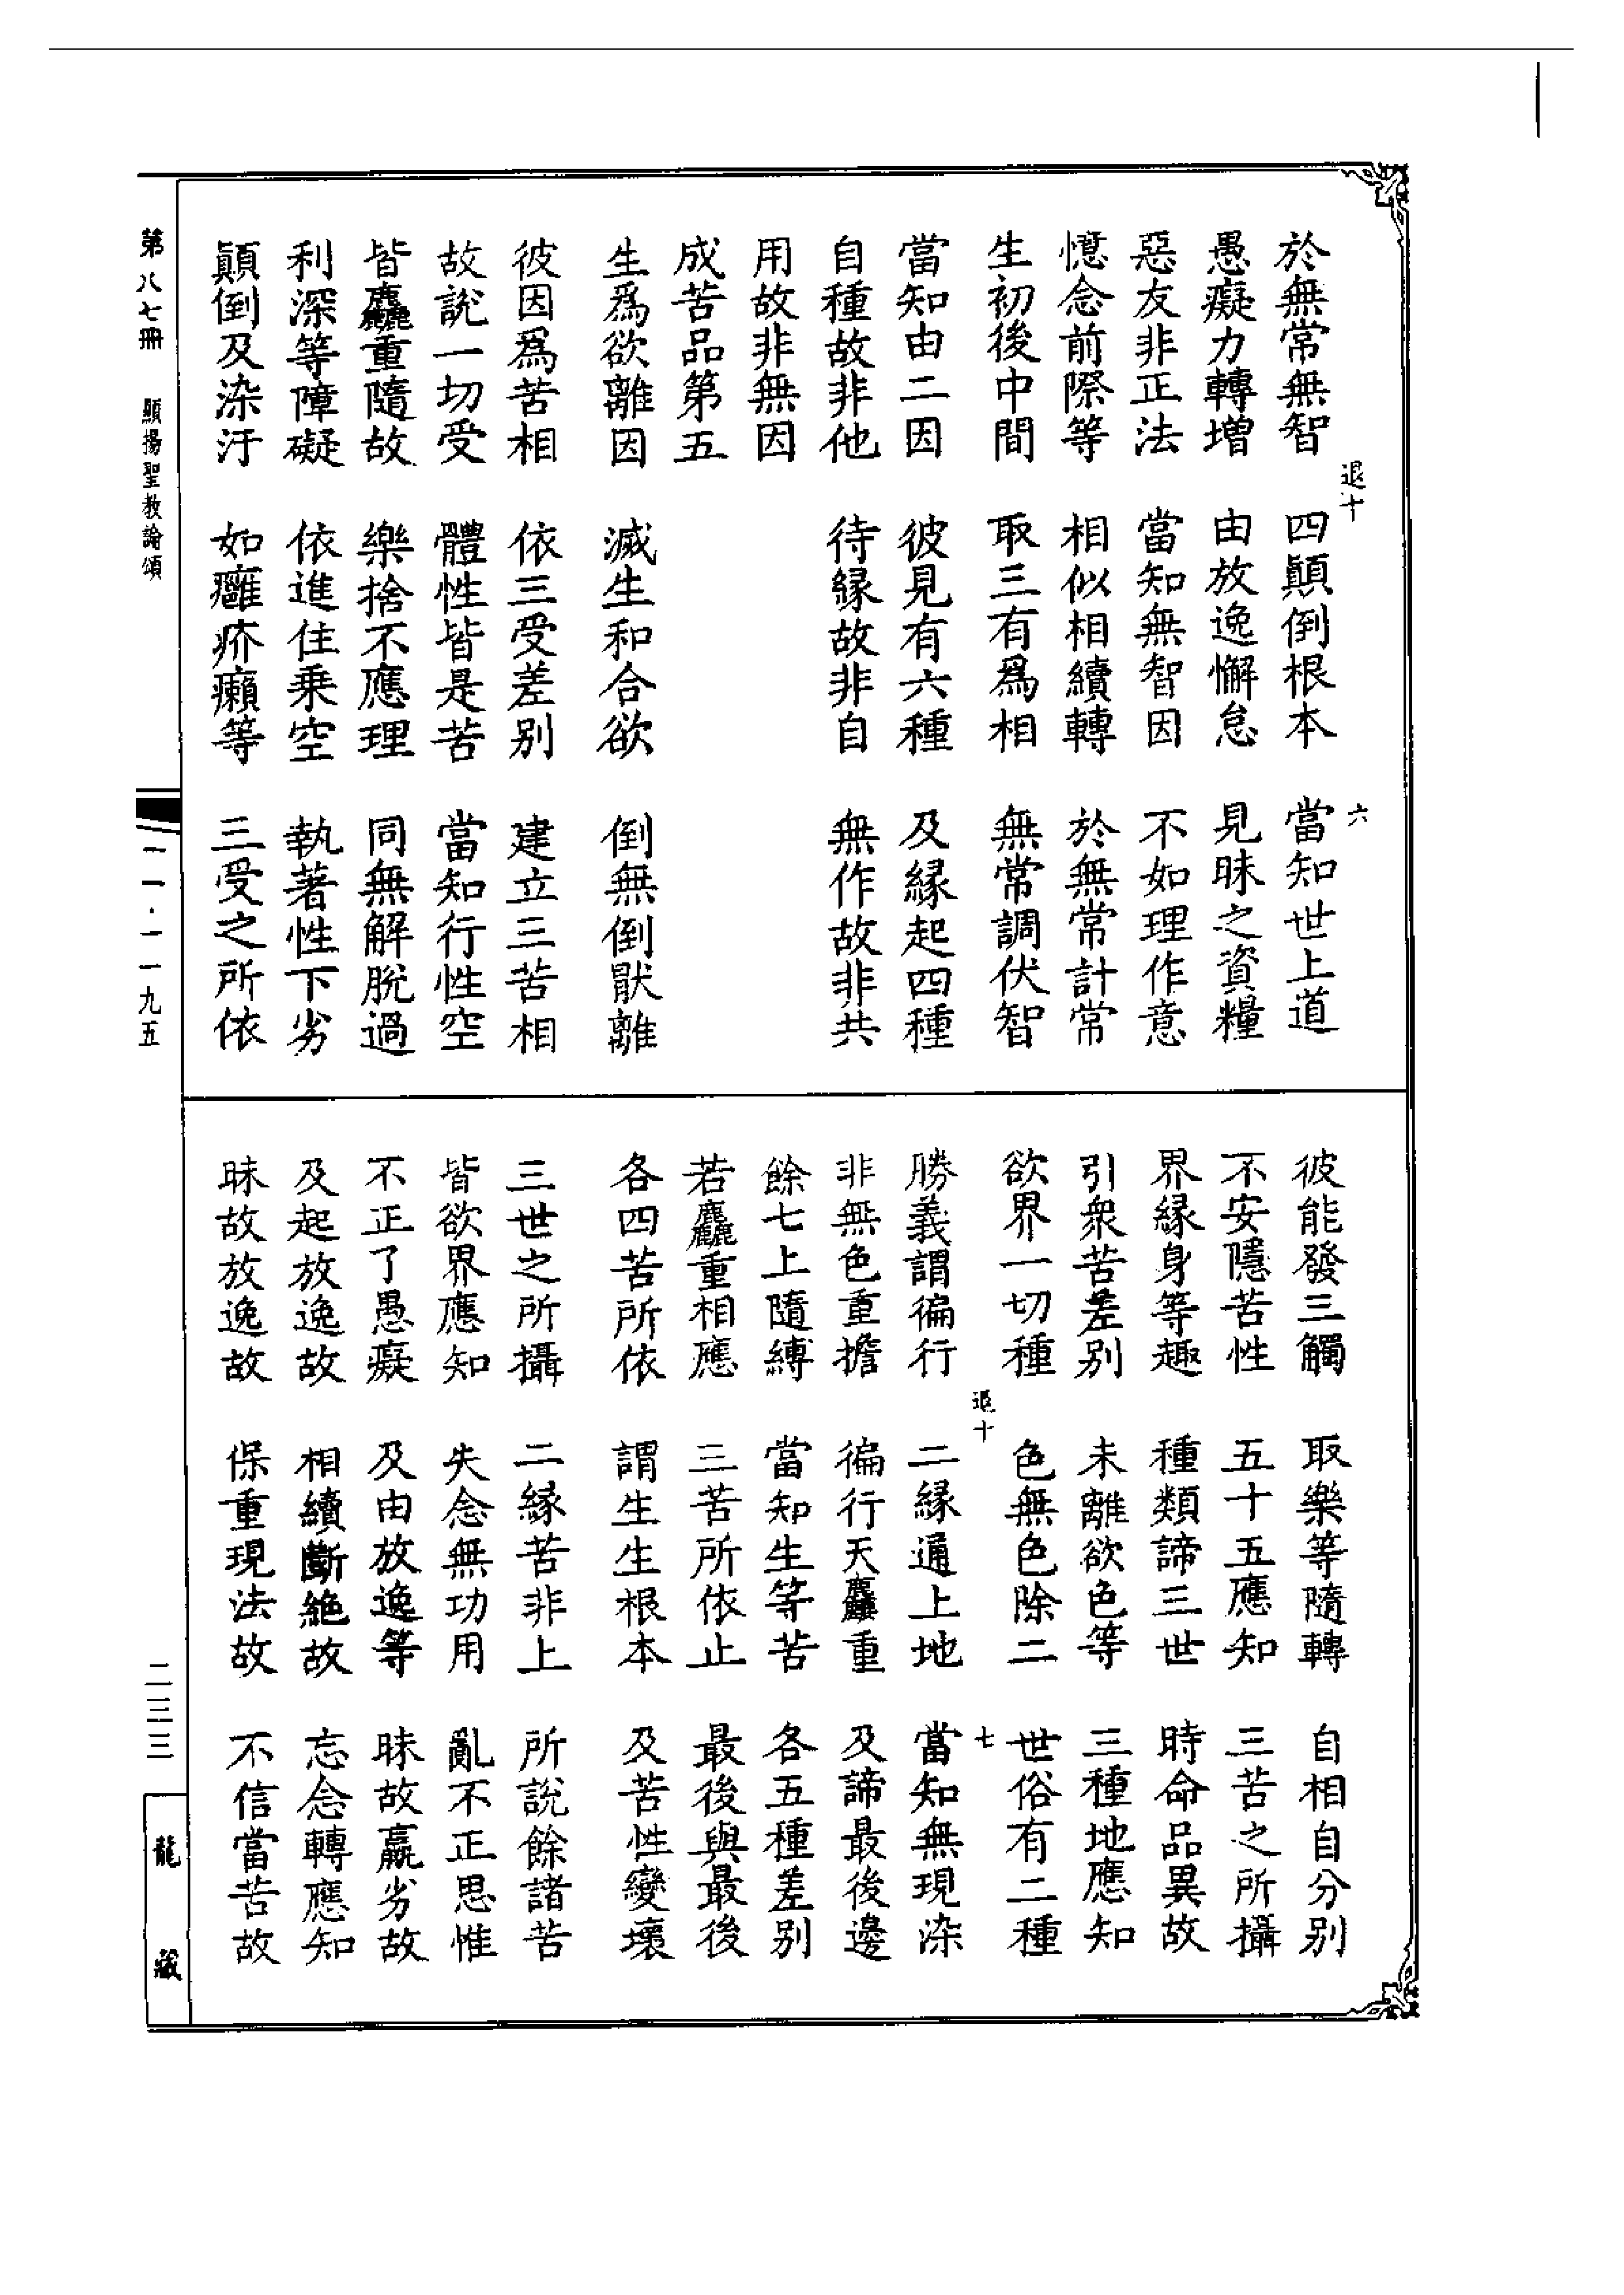 退十　六
於無常無智　四顚倒根本　當知世上道
愚癡力轉増　由放逸懈怠　見昧之資糧
惡友非正法　當知無智因　不如理作意
憶念前際等　相似相續轉　於無常計常
生初後中間　取三有爲相　無常調伏智
當知由二因　彼見有六種　及縁起四種
自種故非他　待縁故非自　無作故非共
用故非無因
成苦品第五
生爲欲離因　滅生和合欲　倒無倒厭離
彼因爲苦相　依三受差别　建立三苦相
故說一切受　體性皆是苦　當知行性空
皆麤重隨故　樂捨不應理　同無解脫過
利深等障礙　依進住乗空　執著性下劣
顚倒及染汙　如癰疥癩等　三受之所依
彼能發三觸　取樂等隨轉　自相自分别
不安隱苦性　五十五應知　三苦之所攝
界縁身等趣　種類諦三世　時命品異故
引衆苦差别　未離欲色等　三種地應知
欲界一切種　色無色除二　世俗有二種
退十　七
勝義謂徧行　二縁通上地　當知無現染
非無色重擔　徧行天麤重　及諦最後邊
餘七上隨縛　當知生等苦　各五種差别
若麤重相應　三苦所依止　最後與最後
各四苦所依　謂生生根本　及苦性變壞
三世之所攝　二縁苦非上　所說餘諸苦
皆欲界應知　失念無功用　亂不正思惟
不正了愚癡　及由放逸等　昧故羸劣故
及起放逸故　相續斷絶故　忘念轉應知
昧故放逸故　保重現法故　不信當苦故
第八七冊　顯揚聖教論頌
一一·一一九五
二三三
龍藏